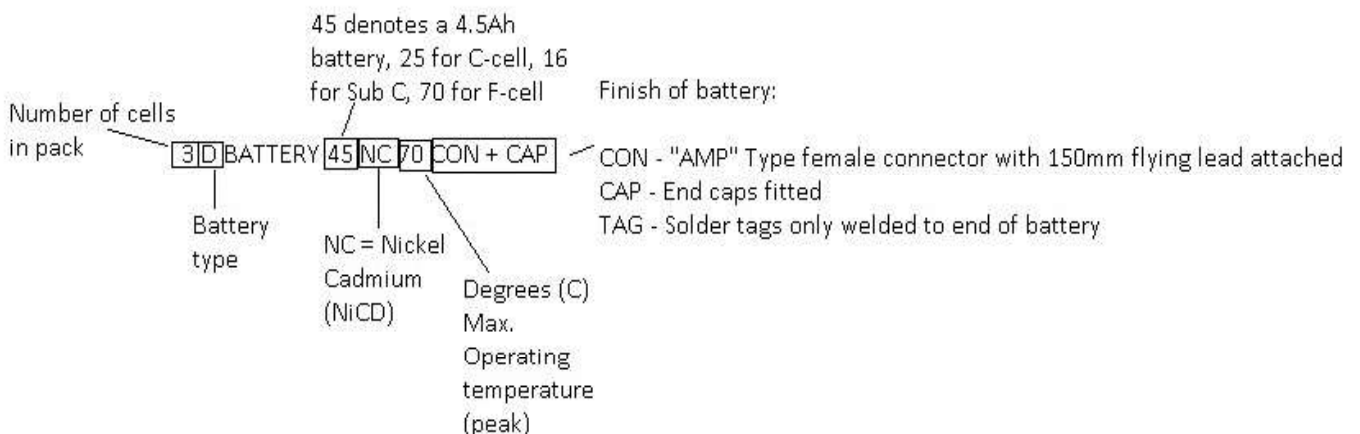 45 denotes a 4.5Ah
battery, 25 for C-cell, 16
for Sub C, 70 for F-cell
Number of cells
in pack
3 D BATTERY 45 NC 70 CON + CAP
Finish of battery:
CON - "AMP" Type female connector with 150mm flying lead attached
CAP - End caps fitted
TAG - Solder tags only welded to end of battery
Battery
type
NC = Nickel
Cadmium
(NiCD)
Degrees (C)
Max.
Operating
temperature
(peak)